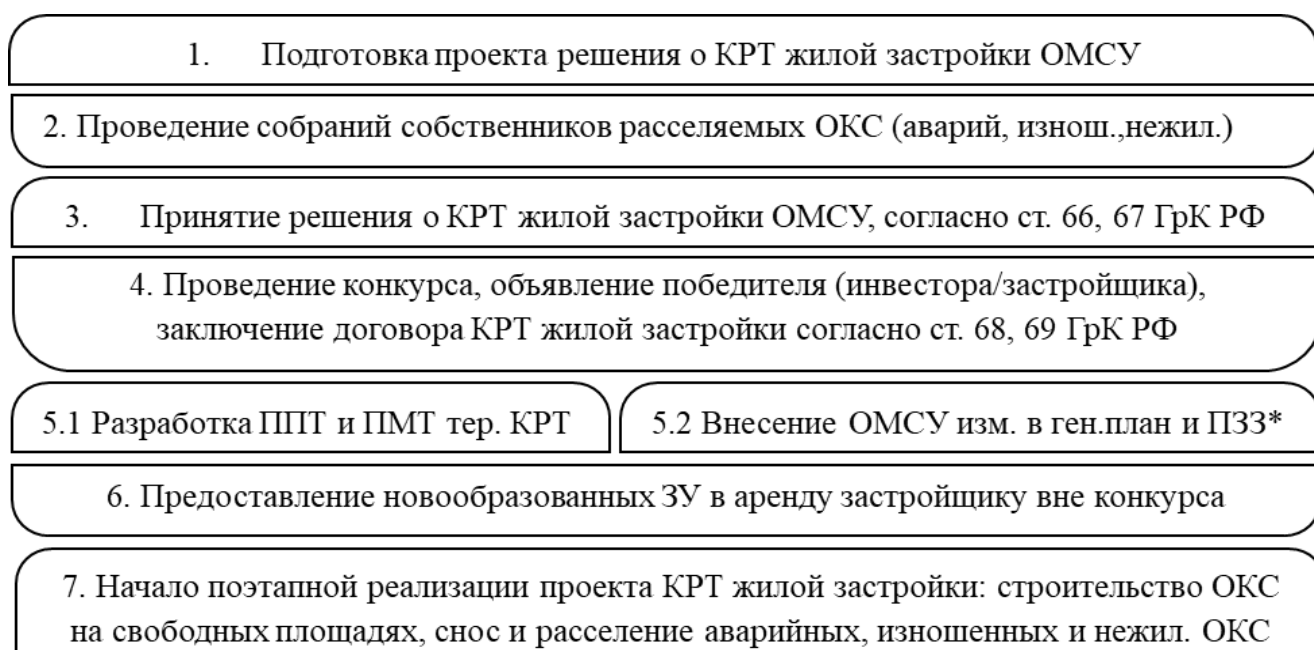 1. Подготовка проекта решения о КРТ жилой застройки ОМСУ
2. Проведение собраний собственников расселяемых ОКС (аварий, износ.,нежил.)
3. Принятие решения о КРТ жилой застройки ОМСУ, согласно ст. 66, 67 ГрК РФ
4. Проведение конкурса, объявление победителя (инвестора/застройщика),
заключение договора КРТ жилой застройки согласно ст. 68, 69 ГрК РФ
5.1 Разработка ППТ и ПМТ тер. КРТ
5.2 Внесение ОМСУ изм. в ген.план и ПЗЗ*
6. Предоставление новообразованных ЗУ в аренду застройщику вне конкурса
7. Начало поэтапной реализации проекта КРТ жилой застройки: строительство ОКС
на свободных площадях, снос и расселение аварийных, изношенных и нежил. ОКС